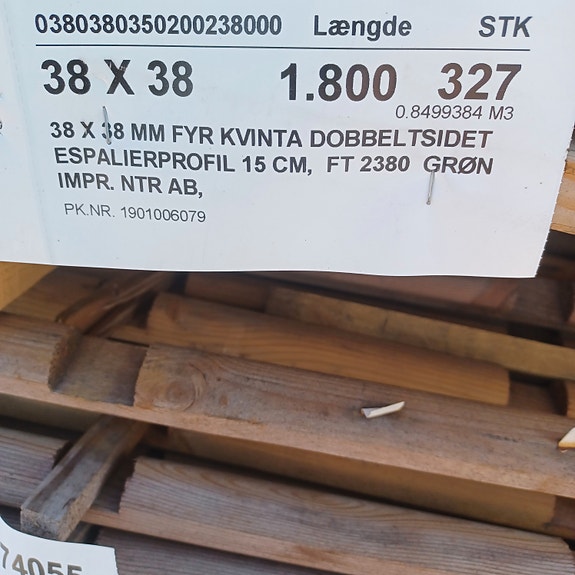 0380380350200238000 Længde STK
38 X 38 1.800 327
0.8499384 M3
38 X 38 MM FYR KVINTA DOBBELTSIDET
ESPALIERPROFIL 15 CM, FT 2380 GRØN
IMPR. NTR AB,
PK.NR. 1901006079
74055